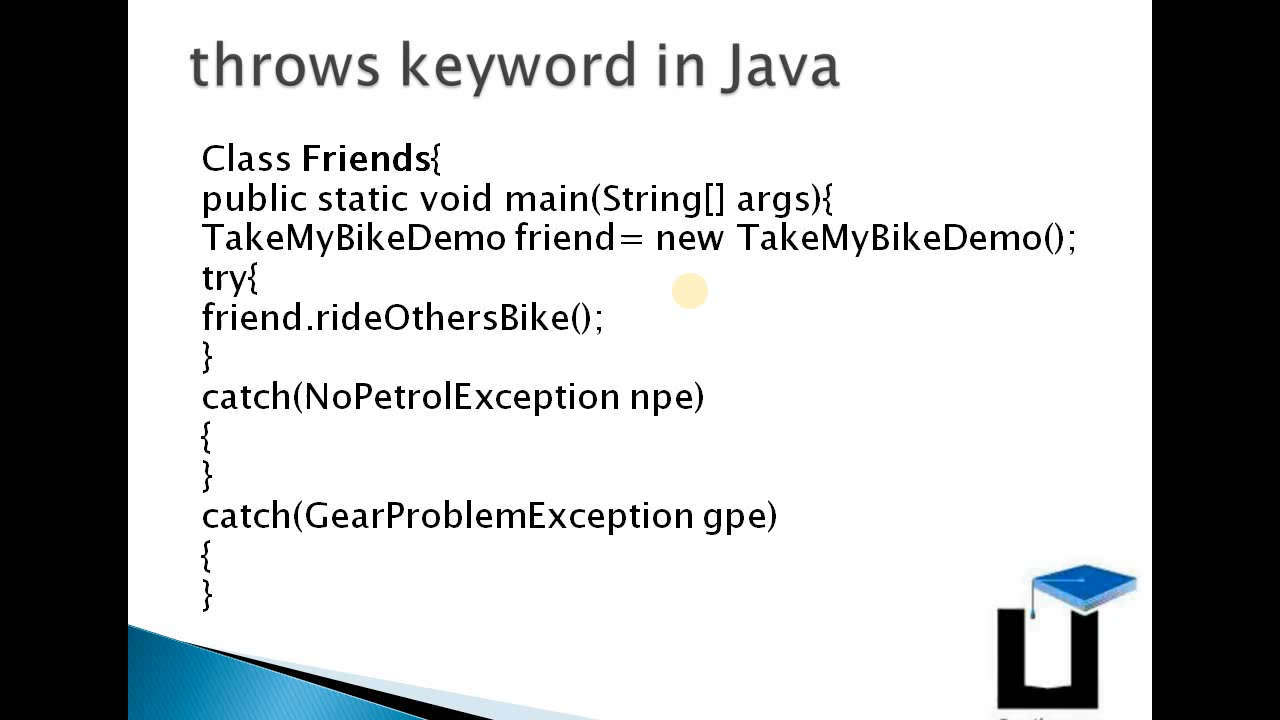 throws keyword in Java
Class Friends{
public static void main(String[] args){
TakeMyBikeDemo friend= new TakeMyBikeDemo();
try{
friend.rideOthersBike();
}
catch(NoPetrolException npe)
{
}
catch(GearProblemException gpe)
{
}